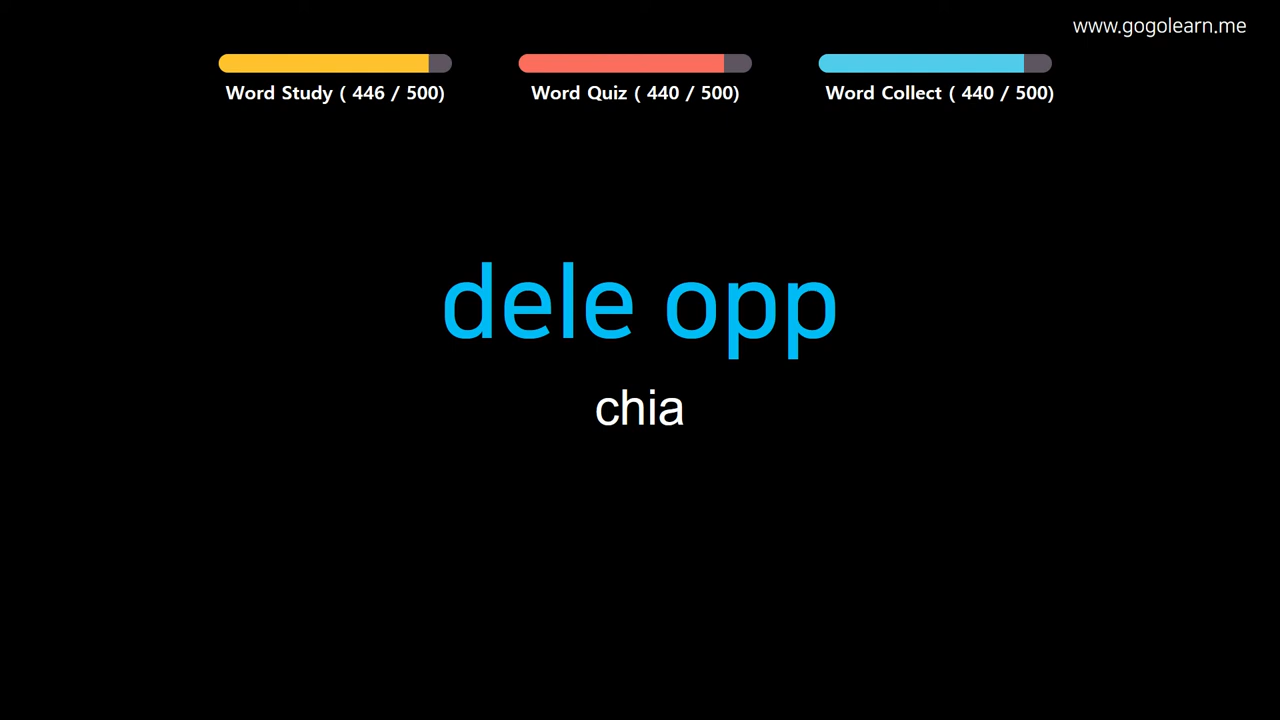 www.gogolearn.me
Word Study ( 446 / 500)
Word Quiz ( 440 / 500)
Word Collect ( 440 / 500)
dele opp
chia